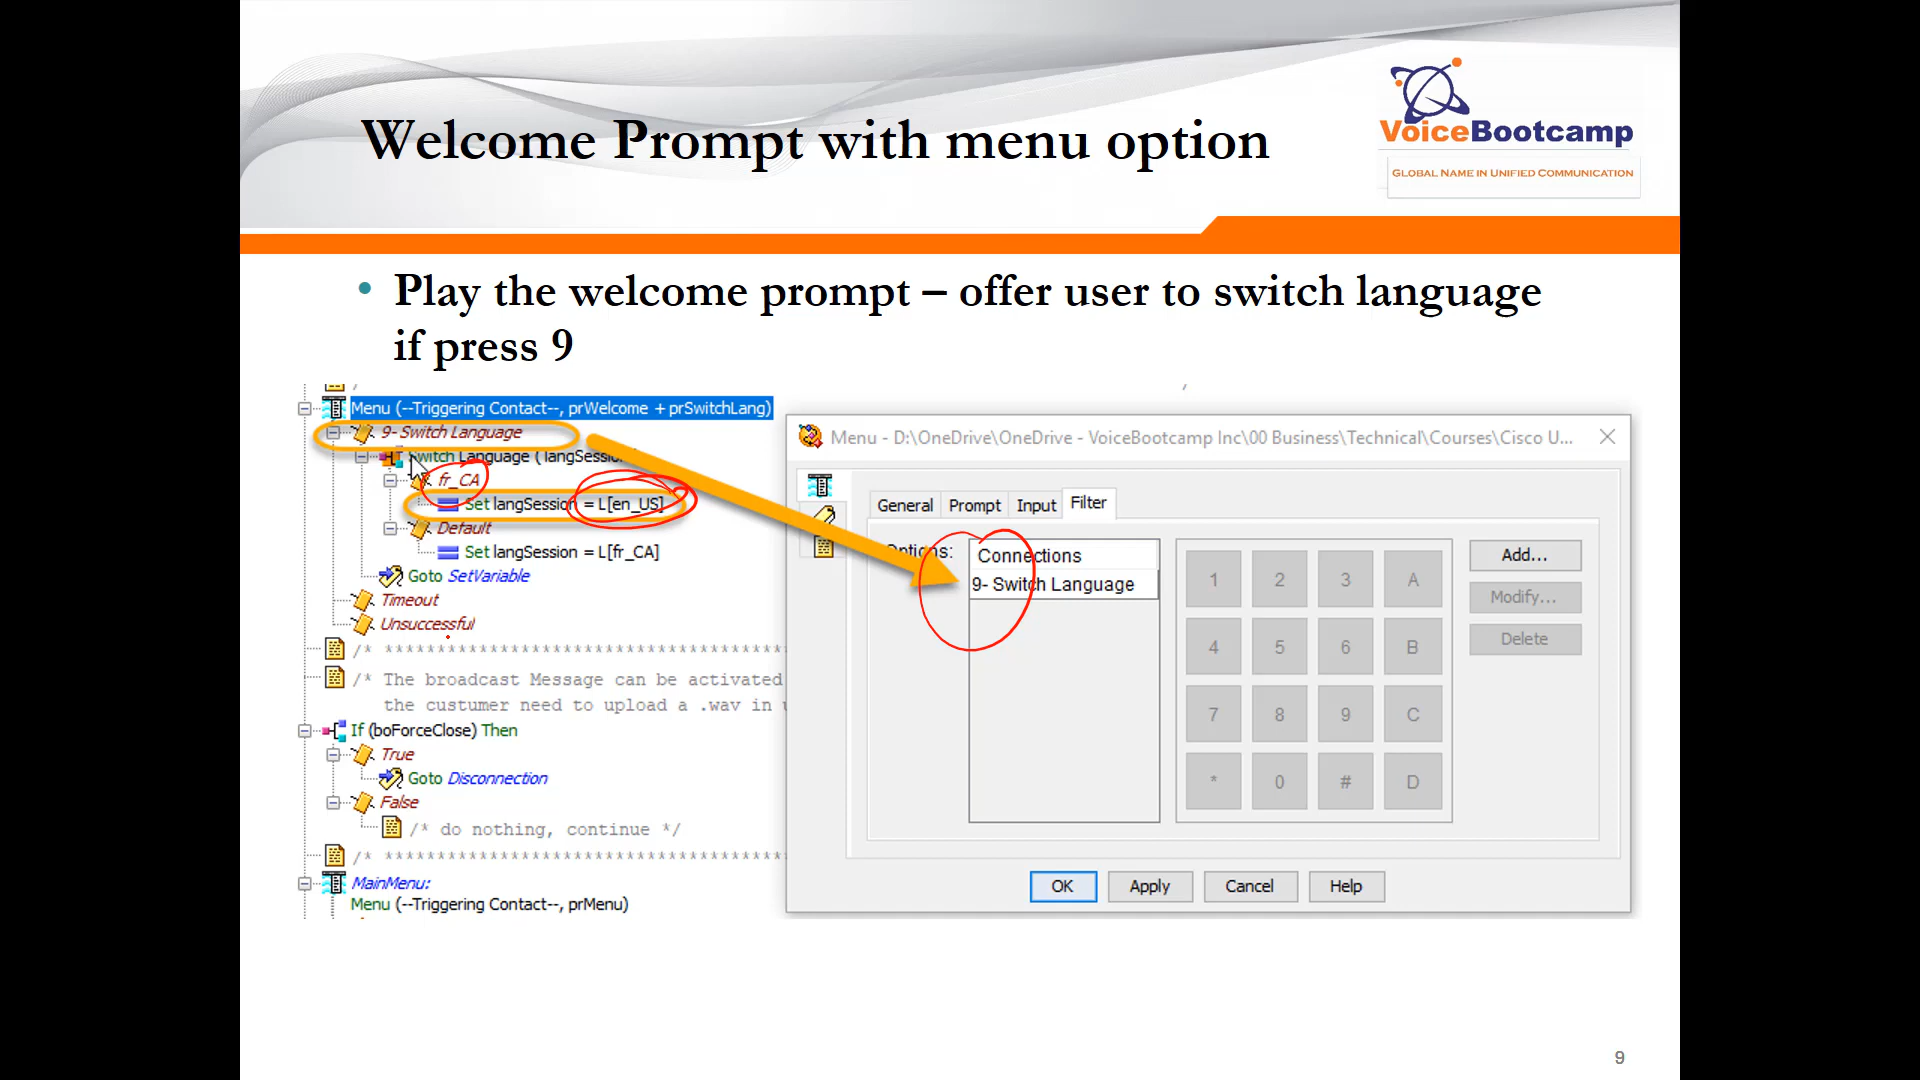 Welcome Prompt with menu option
VoiceBootcamp
GLOBAL NAME IN UNIFIED COMMUNICATION
• Play the welcome prompt – offer user to switch language
if press 9
Menu (--Triggering Contact--, prWelcome + prSwitchLang)
9- Switch Language
Switch Language ( langSession
fr_CA
Set langSession = L[en_US]
Default
Set langSession = L[fr_CA]
Goto SetVariable
Timeout
Unsuccessful
/* **************************************
/* The broadcast Message can be activated
the custumer need to upload a .wav in
If (boForceClose) Then
True
Goto Disconnection
False
/* do nothing, continue */
/* **************************************
MainMenu:
Menu (--Triggering Contact--, prMenu)
Menu - D:\OneDrive\OneDrive - VoiceBootcamp Inc\00 Business\Technical\Courses\Cisco U...
General Prompt Input Filter
Options:
Connections
9- Switch Language
1 2 3 A
4 5 6 B
7 8 9 C
* 0 # D
Add...
Modify...
Delete
OK Apply Cancel Help
9